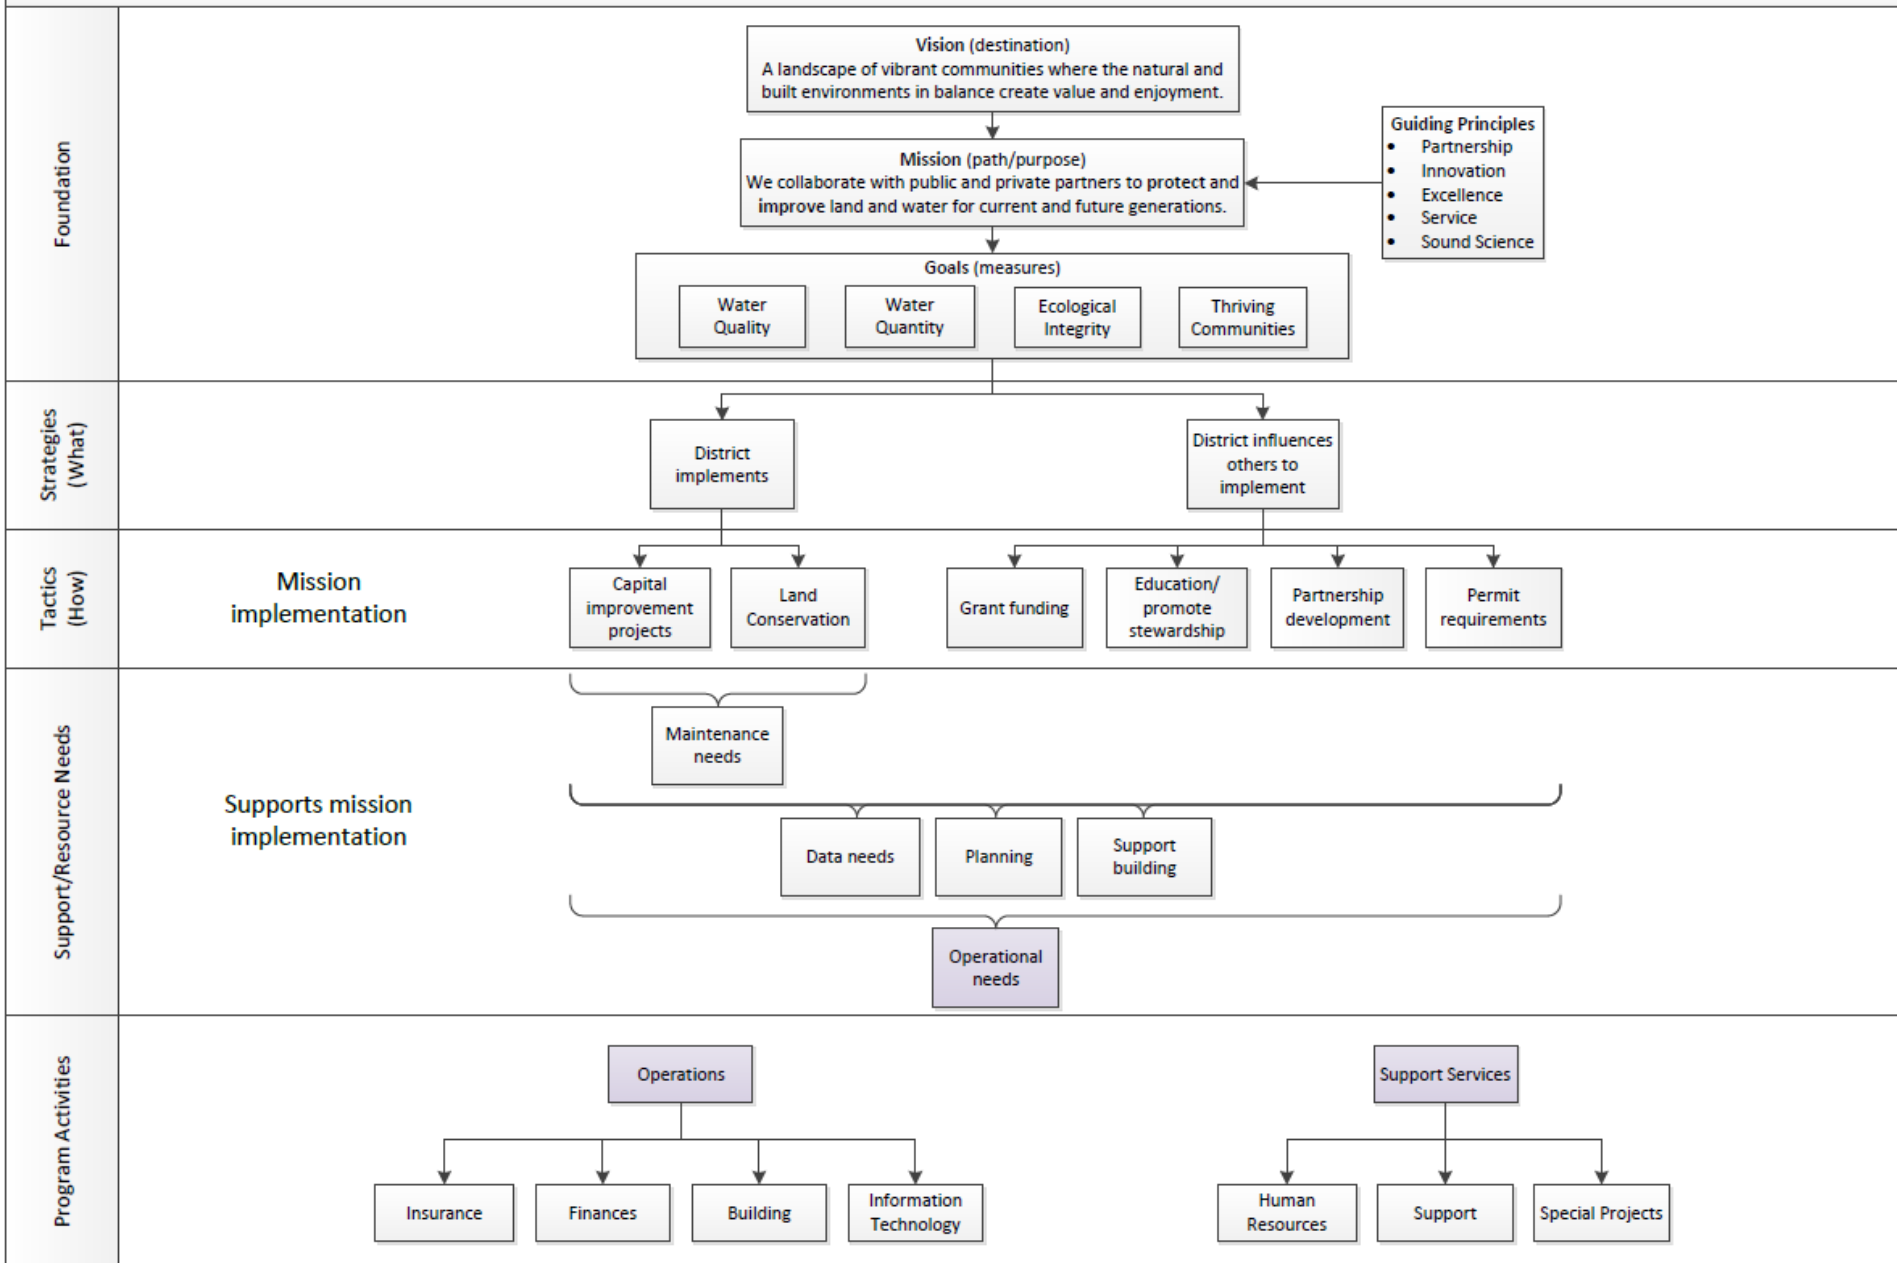 Foundation
Vision (destination)
A landscape of vibrant communities where the natural and
built environments in balance create value and enjoyment.
Mission (path/purpose)
We collaborate with public and private partners to protect and
improve land and water for current and future generations.
Guiding Principles
• Partnership
• Innovation
• Excellence
• Service
• Sound Science
Goals (measures)
Water
Quality
Water
Quantity
Ecological
Integrity
Thriving
Communities
Strategies
(What)
District
implements
District influences
others to
implement
Tactics
(How)
Mission
implementation
Capital
improvement
projects
Land
Conservation
Grant funding
Education/
promote
stewardship
Partnership
development
Permit
requirements
Support/Resource Needs
Supports mission
implementation
Maintenance
needs
Data needs
Planning
Support
building
Operational
needs
Program Activities
Operations
Insurance
Finances
Building
Information
Technology
Support Services
Human
Resources
Support
Special Projects